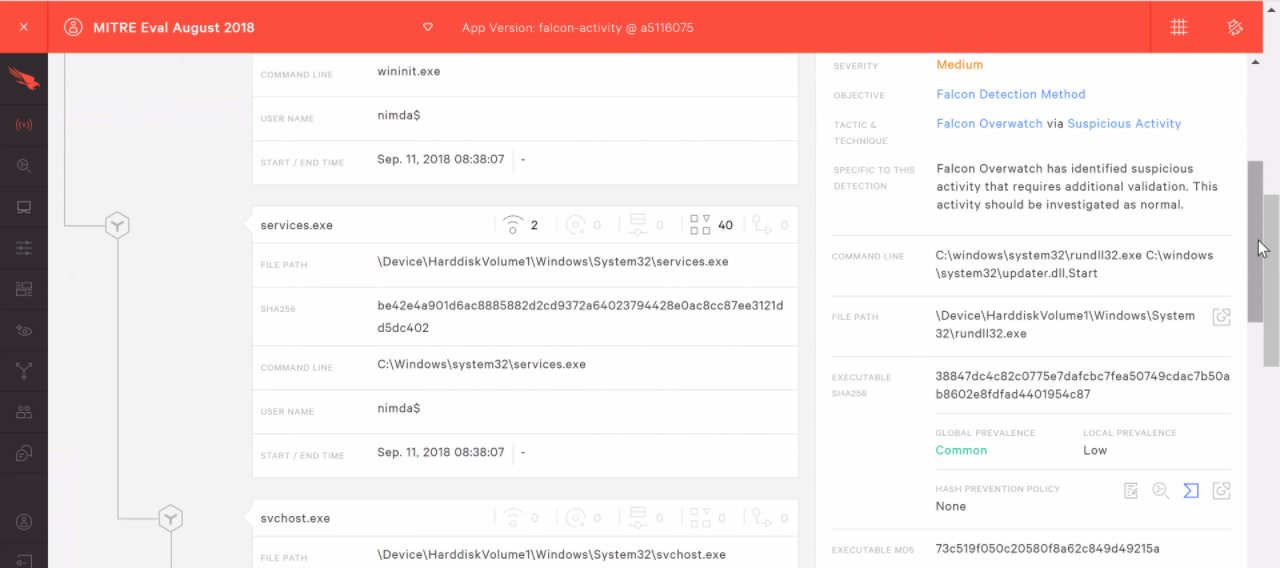 MITRE Eval August 2018
App Version: falcon-activity @ a5116075
COMMAND LINE
wininit.exe
USER NAME
nimda$
START / END TIME
Sep. 11, 2018 08:38:07
-
services.exe
2
0
0
40
0
FILE PATH
\Device\HarddiskVolume1\Windows\System32\services.exe
SHA256
be42e4a901d6ac8885882d2cd9372a64023794428e0ac8cc87ee3121d
d5dc402
COMMAND LINE
C:\Windows\system32\services.exe
USER NAME
nimda$
START / END TIME
Sep. 11, 2018 08:38:07
-
svchost.exe
0
0
0
0
0
FILE PATH
\Device\HarddiskVolume1\Windows\System32\svchost.exe
SEVERITY
Medium
OBJECTIVE
Falcon Detection Method
TACTIC &
TECHNIQUE
Falcon Overwatch via Suspicious Activity
SPECIFIC TO THIS
DETECTION
Falcon Overwatch has identified suspicious
activity that requires additional validation. This
activity should be investigated as normal.
COMMAND LINE
C:\windows\system32\rundll32.exe C:\windows
\system32\updater.dll,Start
FILE PATH
\Device\HarddiskVolume1\Windows\System
32\rundll32.exe
EXECUTABLE
SHA256
38847dc4c82c0775e7dafcbc7fea50749cdac7b50a
b8602e8fdfad4401954c87
GLOBAL PREVALENCE
Common
LOCAL PREVALENCE
Low
HASH PREVENTION POLICY
None
EXECUTABLE MD5
73c519f050c20580f8a62c849d49215a